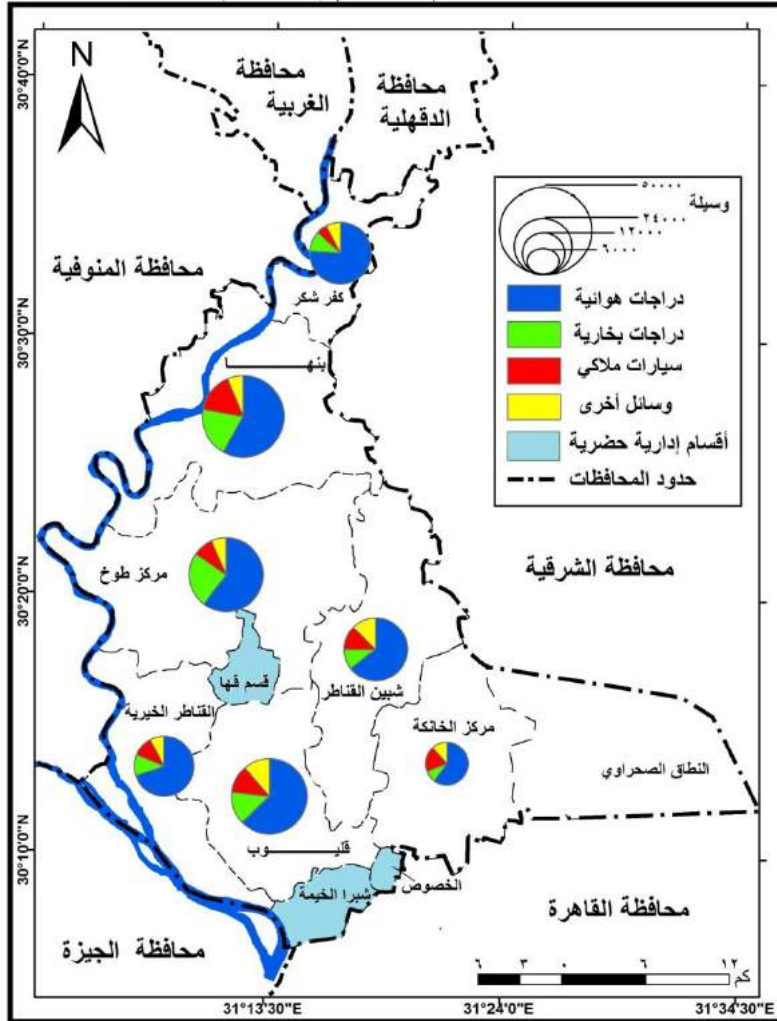 N
30°40'0"N
30°30'0"N
30°20'0"N
30°10'0"N
محافظة
الغربية
محافظة
الدقهلية
محافظة المنوفية
كفر شكر
بنهــــــــا
مركز طوخ
قسم قها
شبين القناطر
القناطر الخيرية
مركز الخانكة
النطاق الصحراوي
قليـــــــــوب
الخصوص
شبرا الخيمة
محافظة الشرقية
محافظة القاهرة
محافظة الجيزة
٥٠٠٠٠
وسيلة
٢٤٠٠٠
١٢٠٠٠
٦٠٠٠
دراجات هوائية
دراجات بخارية
سيارات ملاكي
وسائل أخرى
أقسام إدارية حضرية
حدود المحافظات
٦ ٣ ٠ ٦ ١٢
كم
31°13'30"E
31°24'0"E
31°34'30"E